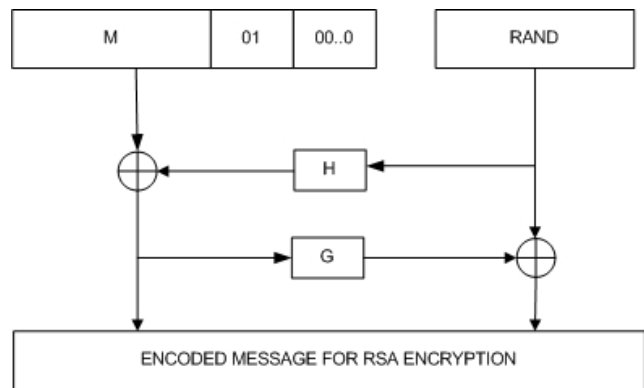 M 01 00..0 RAND
H
G
ENCODED MESSAGE FOR RSA ENCRYPTION